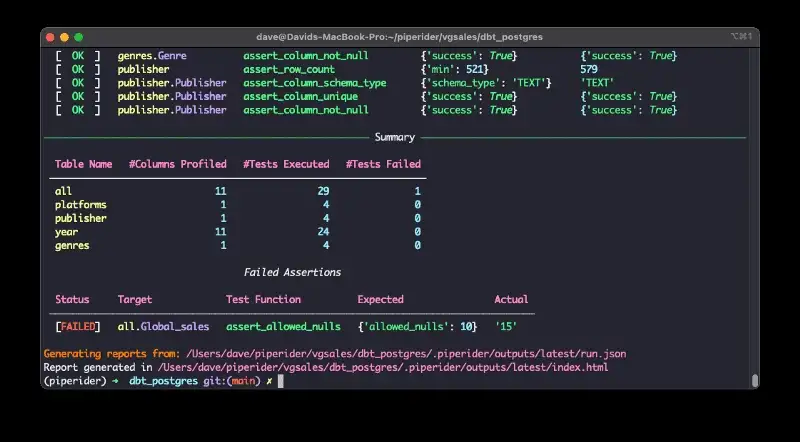 dave@Davids-MacBook-Pro:~/piperider/vgsales/dbt_postgres ⌥⌘1
[ OK ] genres.Genre assert_column_not_null {'success': True} {'success': True}
[ OK ] publisher assert_row_count {'min': 521} 579
[ OK ] publisher.Publisher assert_column_schema_type {'schema_type': 'TEXT'} 'TEXT'
[ OK ] publisher.Publisher assert_column_unique {'success': True} {'success': True}
[ OK ] publisher.Publisher assert_column_not_null {'success': True} {'success': True}
Summary
Table Name #Columns Profiled #Tests Executed #Tests Failed
all 11 29 1
platforms 1 4 0
publisher 1 4 0
year 11 24 0
genres 1 4 0
Failed Assertions
Status Target Test Function Expected Actual
[FAILED] all.Global_sales assert_allowed_nulls {'allowed_nulls': 10} '15'
Generating reports from: /Users/dave/piperider/vgsales/dbt_postgres/.piperider/outputs/latest/run.json
Report generated in /Users/dave/piperider/vgsales/dbt_postgres/.piperider/outputs/latest/index.html
(piperider) ➜ dbt_postgres git:(main) ✗